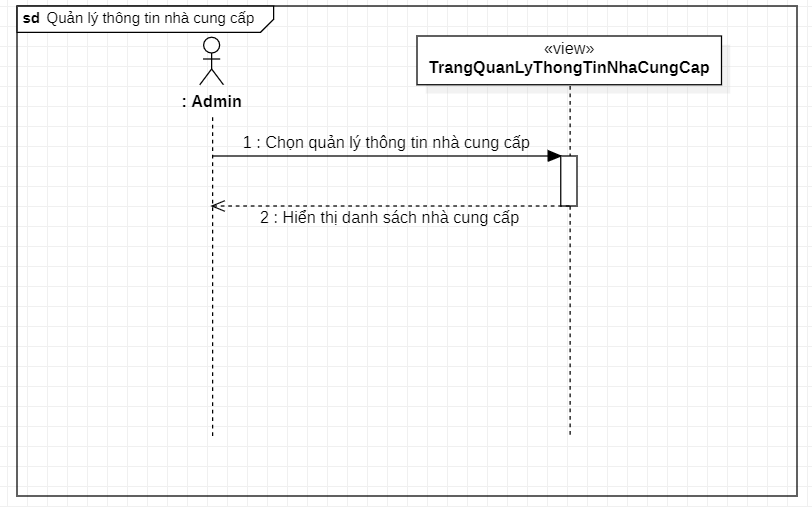 sd Quản lý thông tin nhà cung cấp
: Admin
«view»
TrangQuanLyThongTinNhaCungCap
1 : Chọn quản lý thông tin nhà cung cấp
2 : Hiển thị danh sách nhà cung cấp